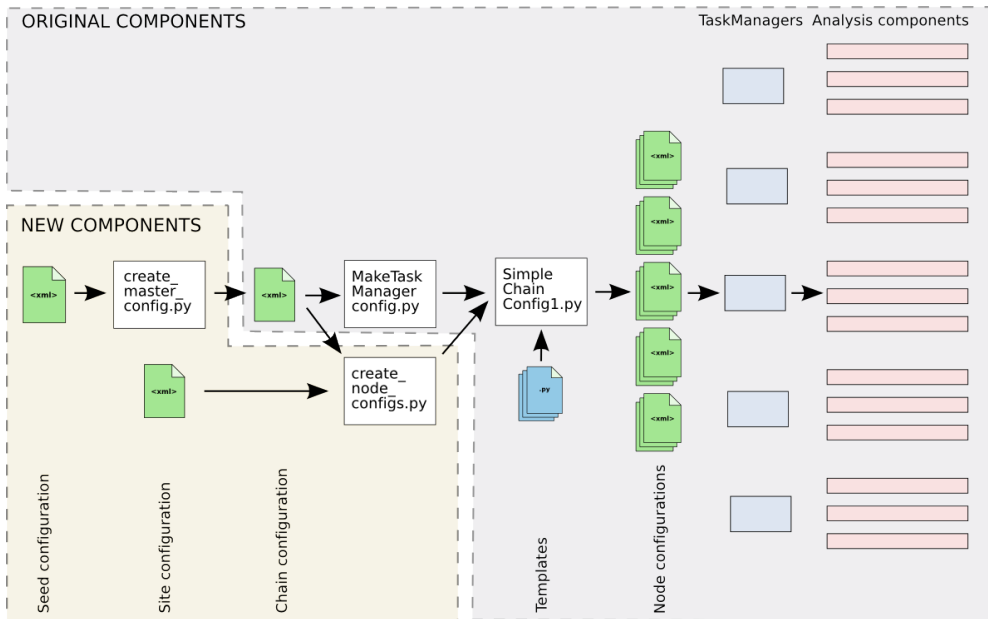 ORIGINAL COMPONENTS
TaskManagers
Analysis components
<xml>
<xml>
NEW COMPONENTS
<xml>
create_
master_
config.py
<xml>
MakeTask
Manager
config.py
Simple
Chain
Config1.py
<xml>
<xml>
create_
node_
configs.py
<xml>
.py
<xml>
Seed configuration
Site configuration
Chain configuration
Templates
Node configurations